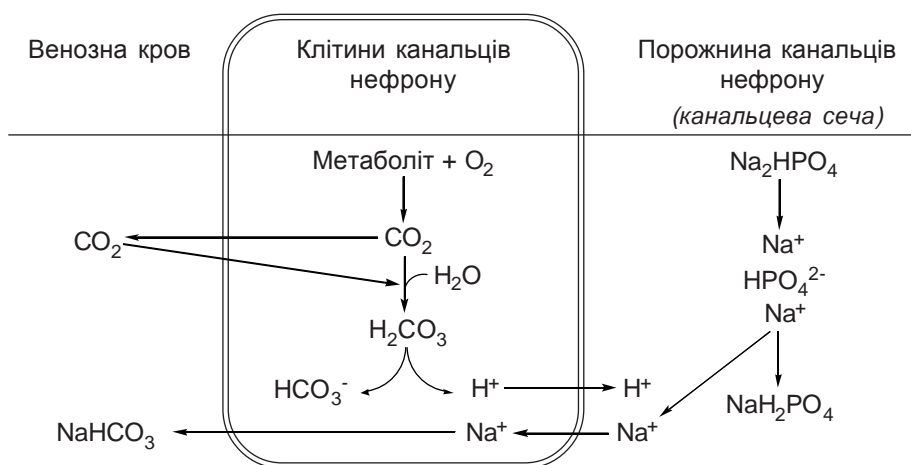 Венозна кров
Клітини канальців
нефрону
Порожнина канальців
нефрону
(канальцева сеча)
Метаболіт + O₂
Na₂HPO₄
CO₂
CO₂
Na⁺
H₂O
HPO₄²⁻
Na⁺
H₂CO₃
HCO₃⁻
H⁺
H⁺
NaH₂PO₄
NaHCO₃
Na⁺
Na⁺